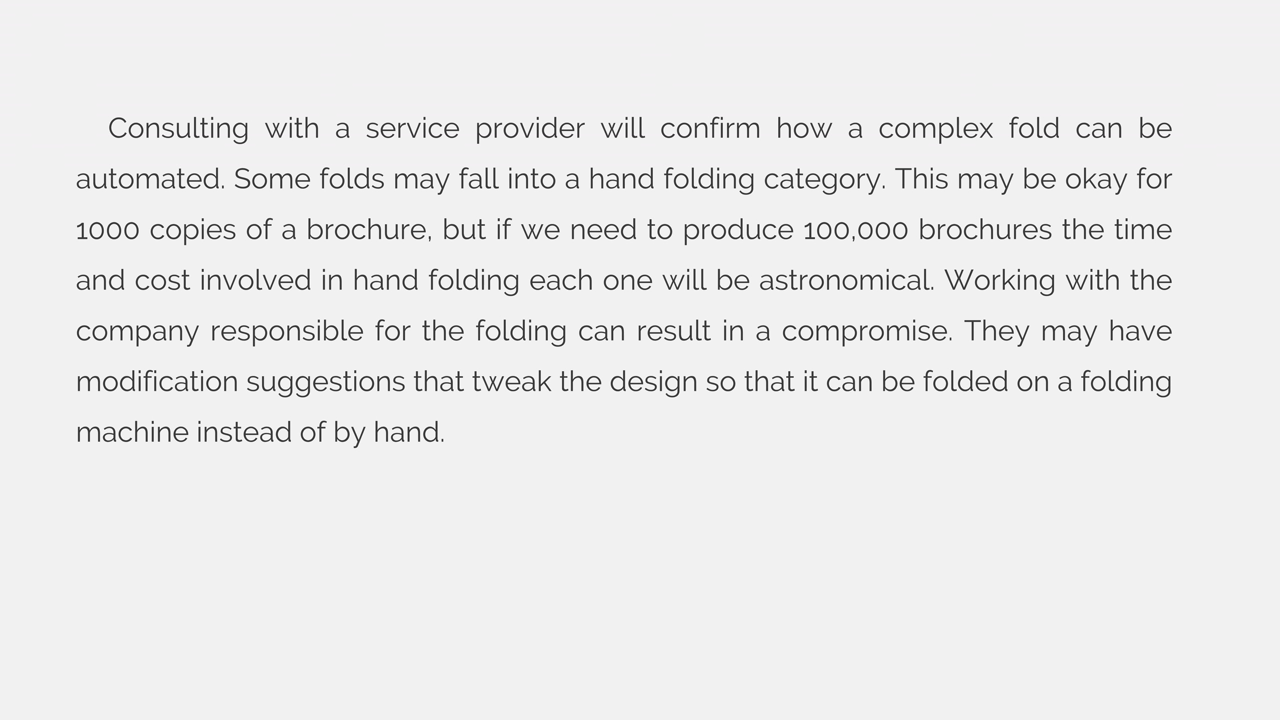 Consulting with a service provider will confirm how a complex fold can be
automated. Some folds may fall into a hand folding category. This may be okay for
1000 copies of a brochure, but if we need to produce 100,000 brochures the time
and cost involved in hand folding each one will be astronomical. Working with the
company responsible for the folding can result in a compromise. They may have
modification suggestions that tweak the design so that it can be folded on a folding
machine instead of by hand.